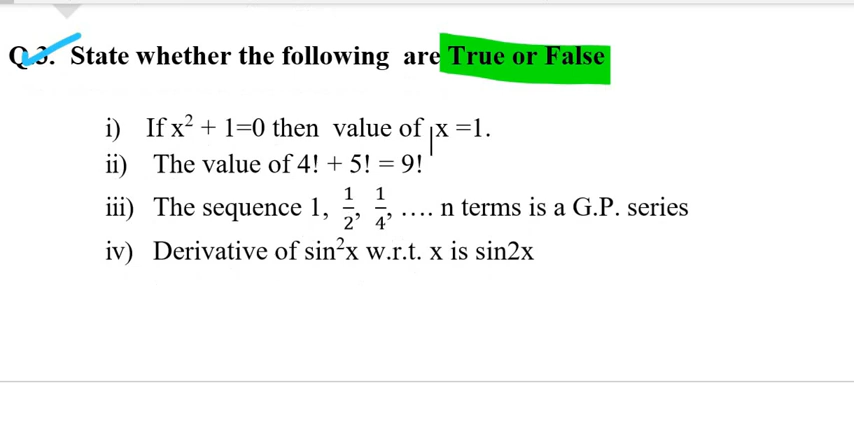 Q.3. State whether the following are True or False
i) If x² + 1=0 then value of x =1.
ii) The value of 4! + 5! = 9!
iii) The sequence 1, 1/2, 1/4, .... n terms is a G.P. series
iv) Derivative of sin²x w.r.t. x is sin2x